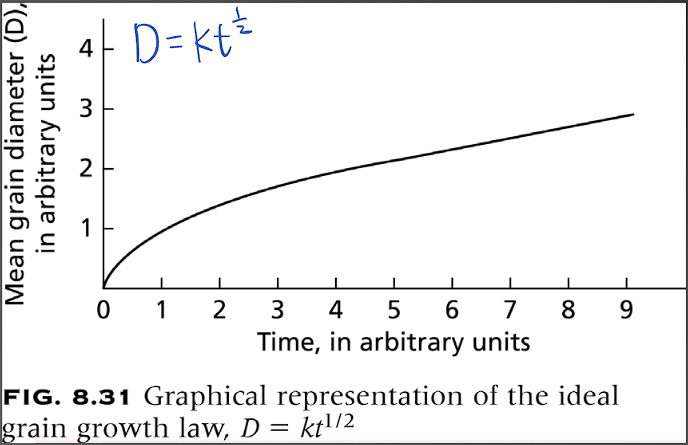 Mean grain diameter (D),
in arbitrary units
D = kt^1/2
4
3
2
1
0 1 2 3 4 5 6 7 8 9
Time, in arbitrary units
FIG. 8.31 Graphical representation of the ideal
grain growth law, D = kt^1/2